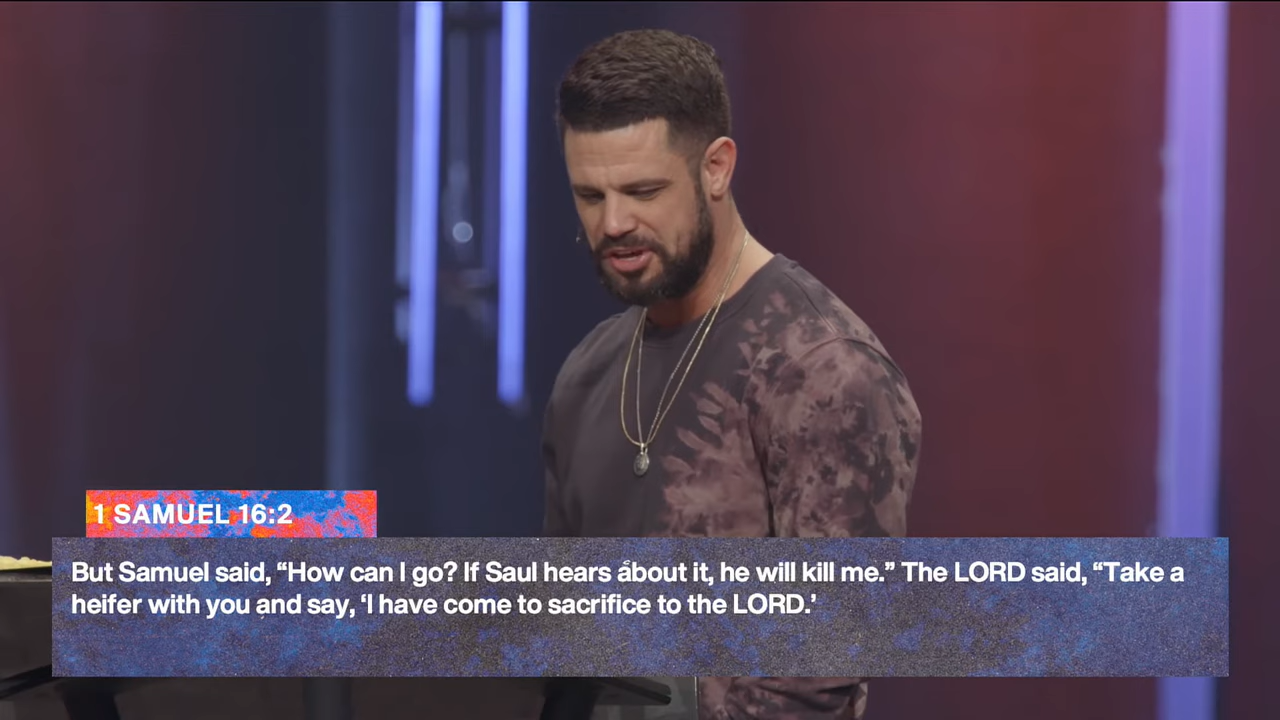 1 SAMUEL 16:2
But Samuel said, “How can I go? If Saul hears about it, he will kill me.” The LORD said, “Take a
heifer with you and say, ‘I have come to sacrifice to the LORD.’